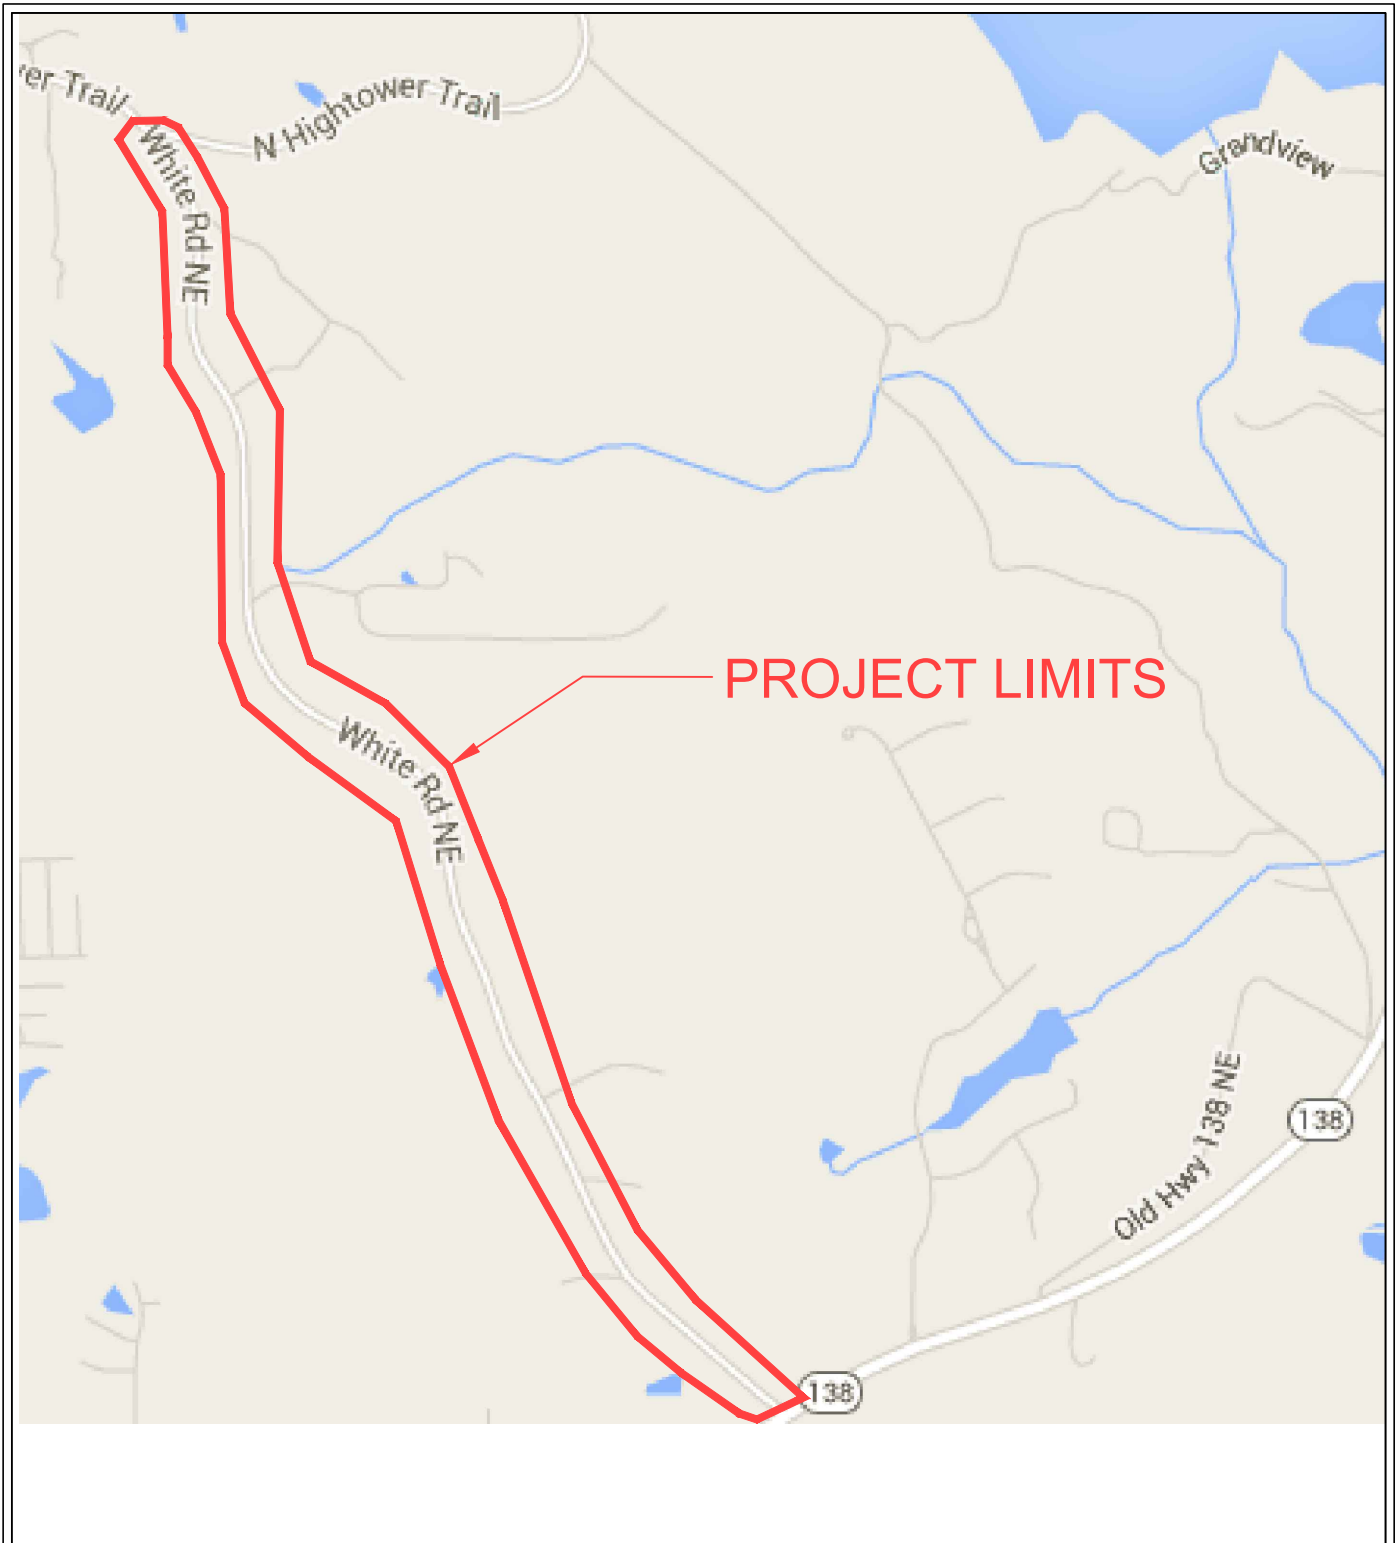 er Trail
N Hightower Trail
Grandview
White Rd NE
PROJECT LIMITS
White Rd NE
Old Hwy 138 NE
138
138